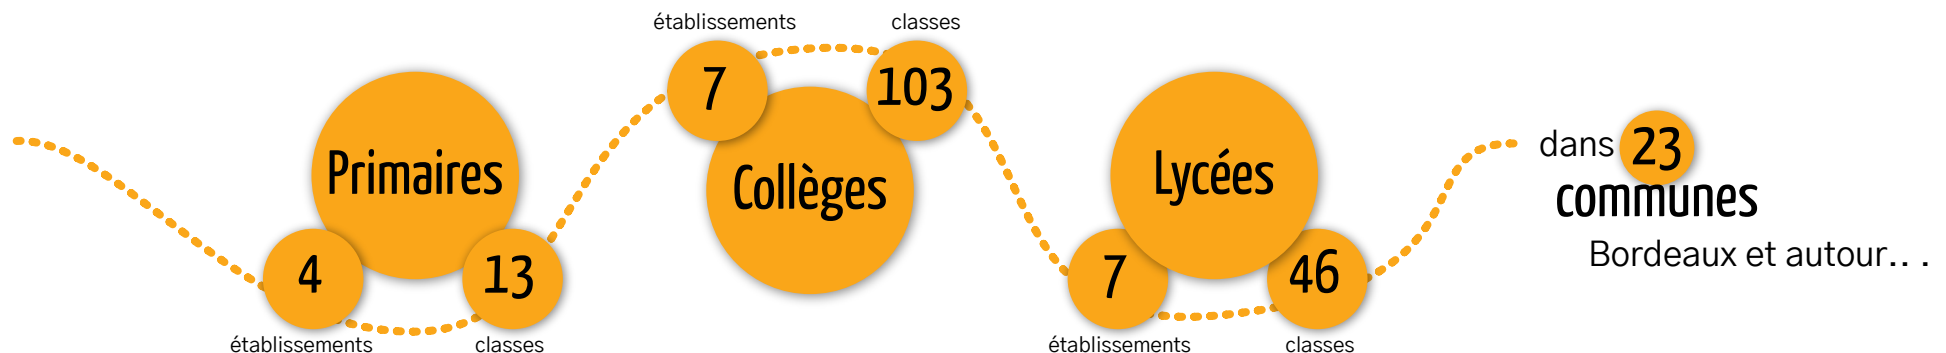 Primaires
4
établissements
13
classes
établissements
7
classes
103
Collèges
Lycées
7
établissements
46
classes
dans 23
communes
Bordeaux et autour.. .